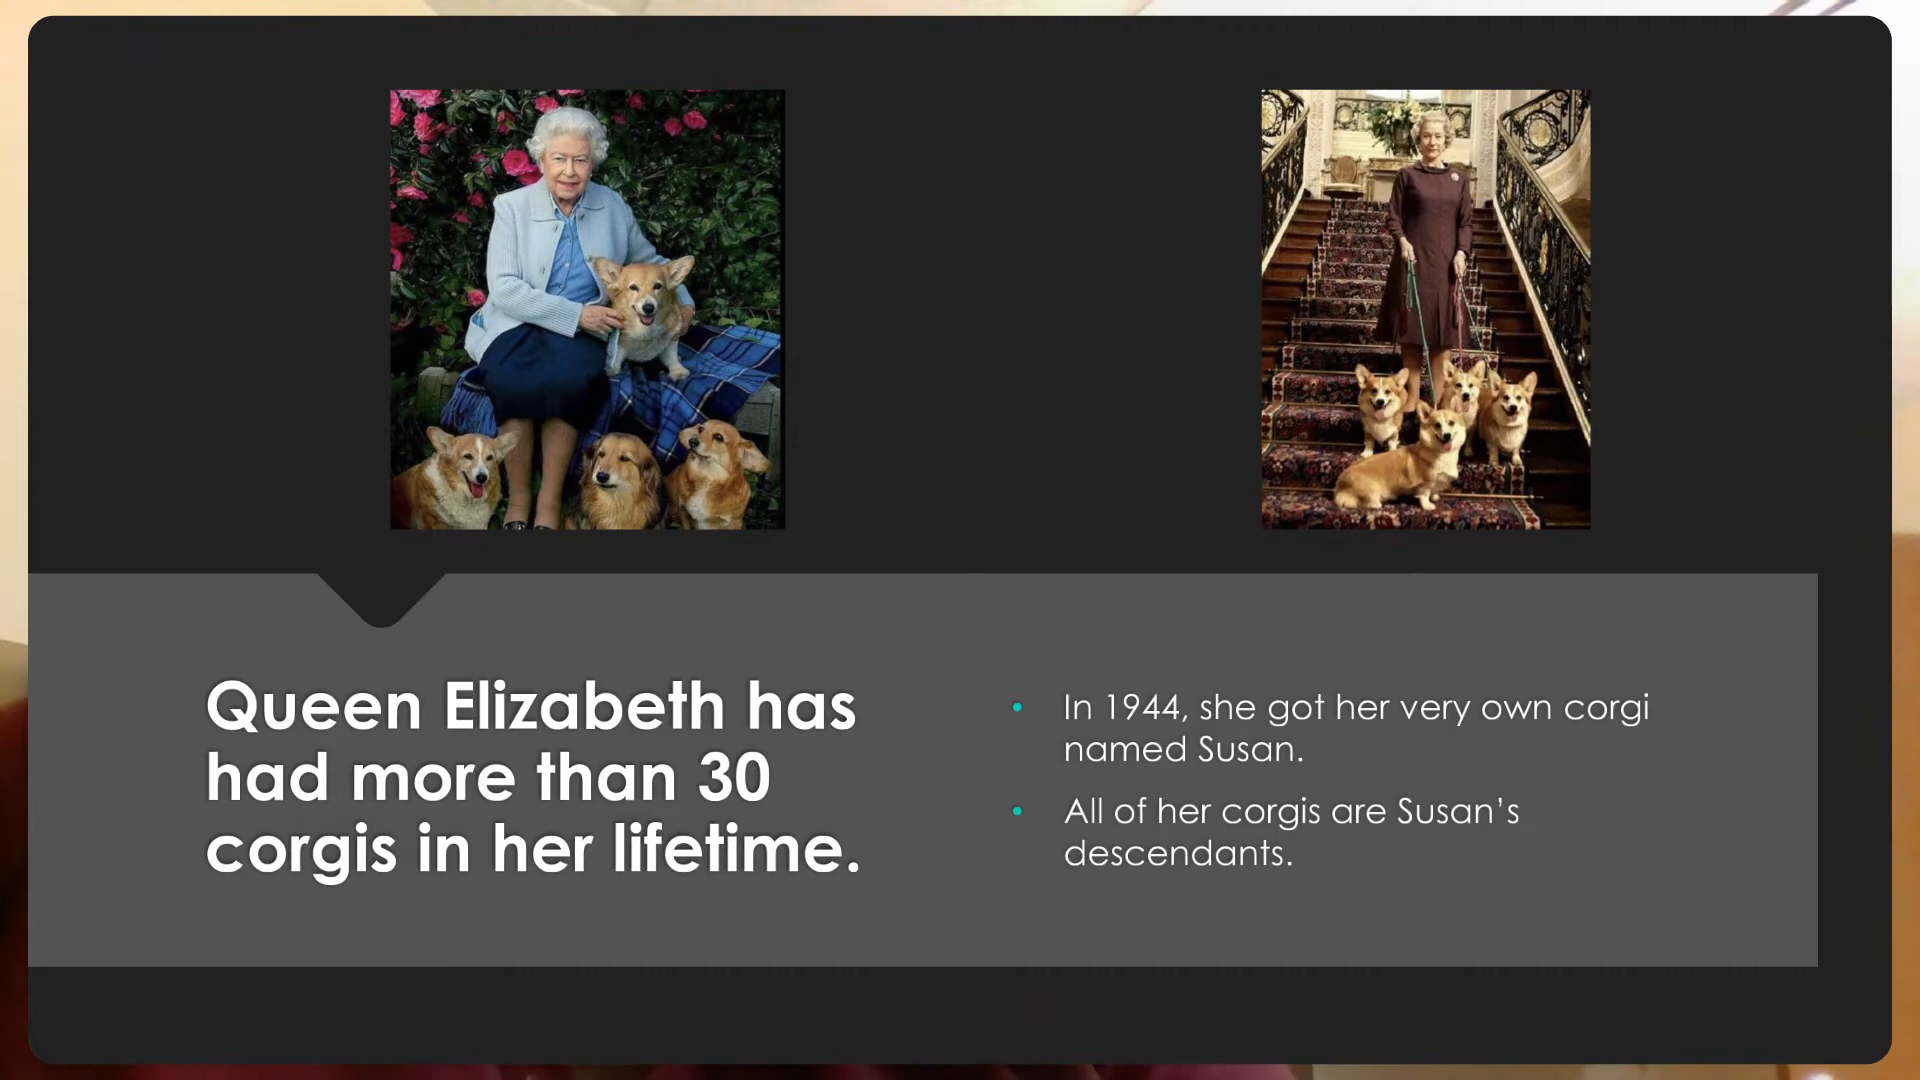 Queen Elizabeth has
had more than 30
corgis in her lifetime.
• In 1944, she got her very own corgi
named Susan.
• All of her corgis are Susan’s
descendants.